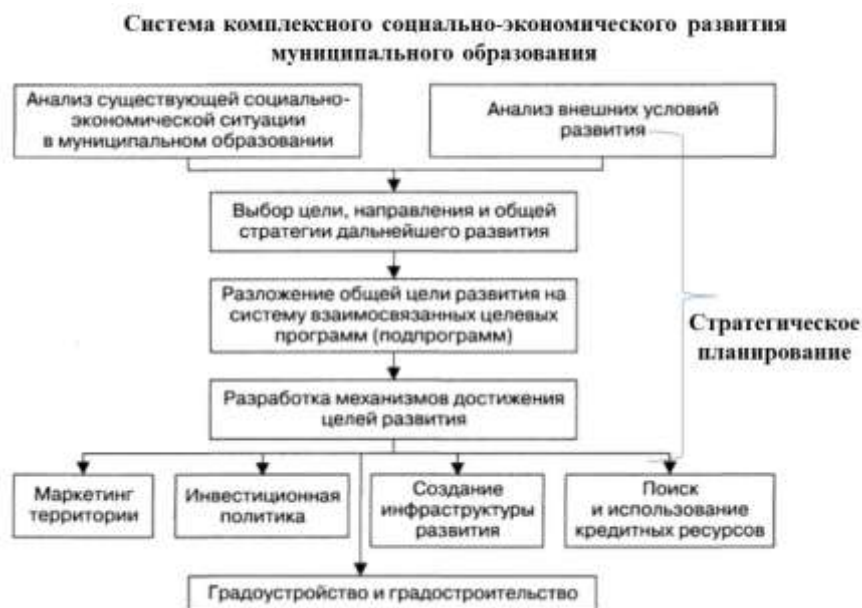 Система комплексного социально-экономического развития
муниципального образования
Анализ существующей социально-
экономической ситуации
в муниципальном образовании
Анализ внешних условий
развития
Выбор цели, направления и общей
стратегии дальнейшего развития
Разложение общей цели развития на
систему взаимосвязанных целевых
программ (подпрограмм)
Стратегическое
планирование
Разработка механизмов достижения
целей развития
Маркетинг
территории
Инвестиционная
политика
Создание
инфраструктуры
развития
Поиск
и использование
кредитных ресурсов
Градоустройство и градостроительство